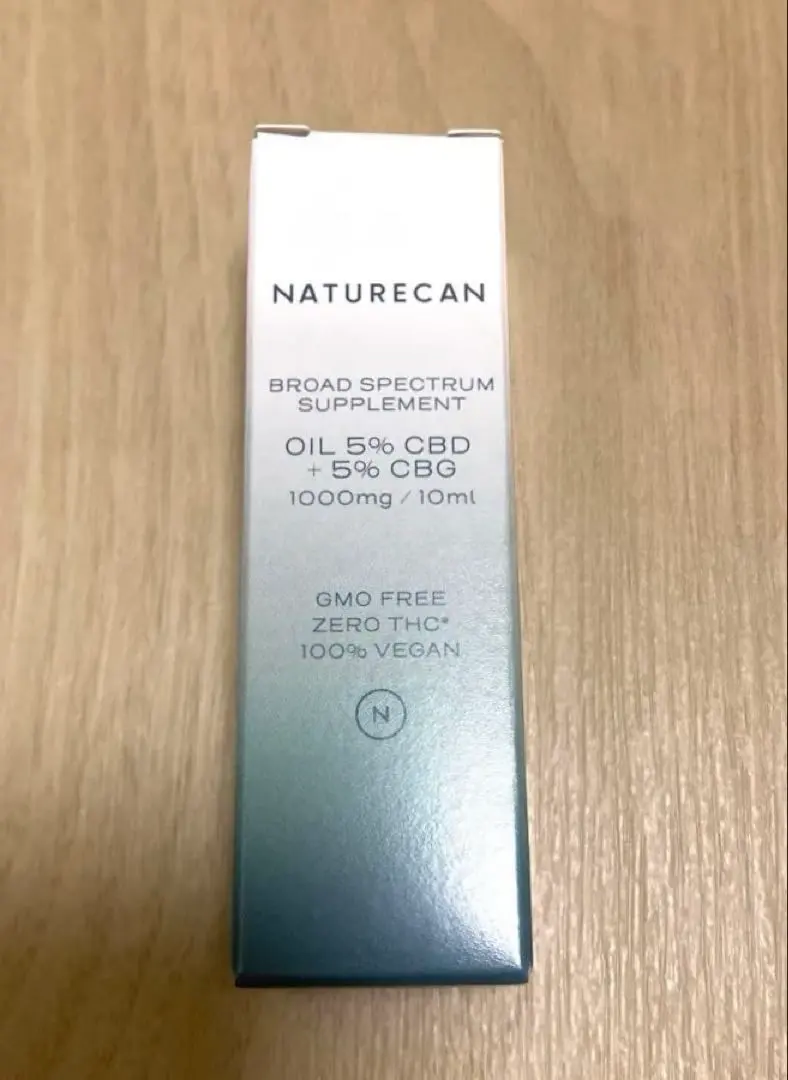 NATURECAN
BROAD SPECTRUM
SUPPLEMENT
OIL 5% CBD
+ 5% CBG
1000mg / 10ml
GMO FREE
ZERO THC*
100% VEGAN
N